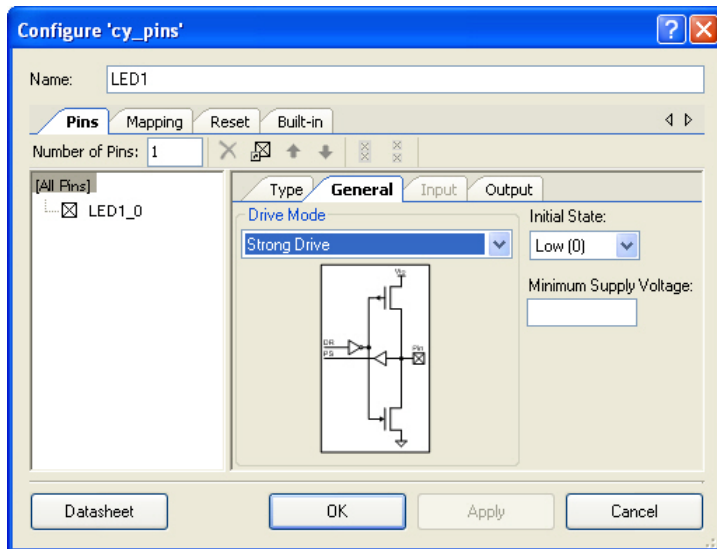 Configure 'cy_pins'
Name: LED1
Pins Mapping Reset Built-in
Number of Pins: 1
[All Pins]
LED1_0
Type General Input Output
Drive Mode
Strong Drive
Initial State:
Low (0)
Minimum Supply Voltage:
Vio
DR
PS
Pin
Datasheet OK Apply Cancel